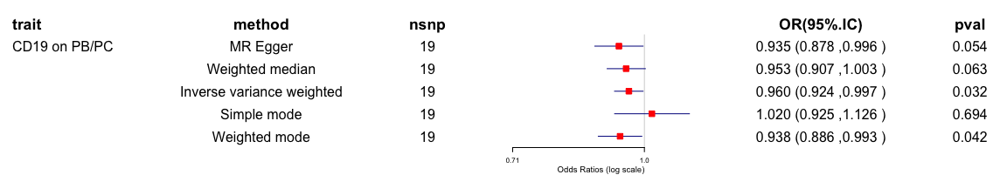 trait method nsnp OR(95%.IC) pval
CD19 on PB/PC MR Egger 19 0.935 (0.878 ,0.996 ) 0.054
Weighted median 19 0.953 (0.907 ,1.003 ) 0.063
Inverse variance weighted 19 0.960 (0.924 ,0.997 ) 0.032
Simple mode 19 1.020 (0.925 ,1.126 ) 0.694
Weighted mode 19 0.938 (0.886 ,0.993 ) 0.042
0.71 1.0
Odds Ratios (log scale)